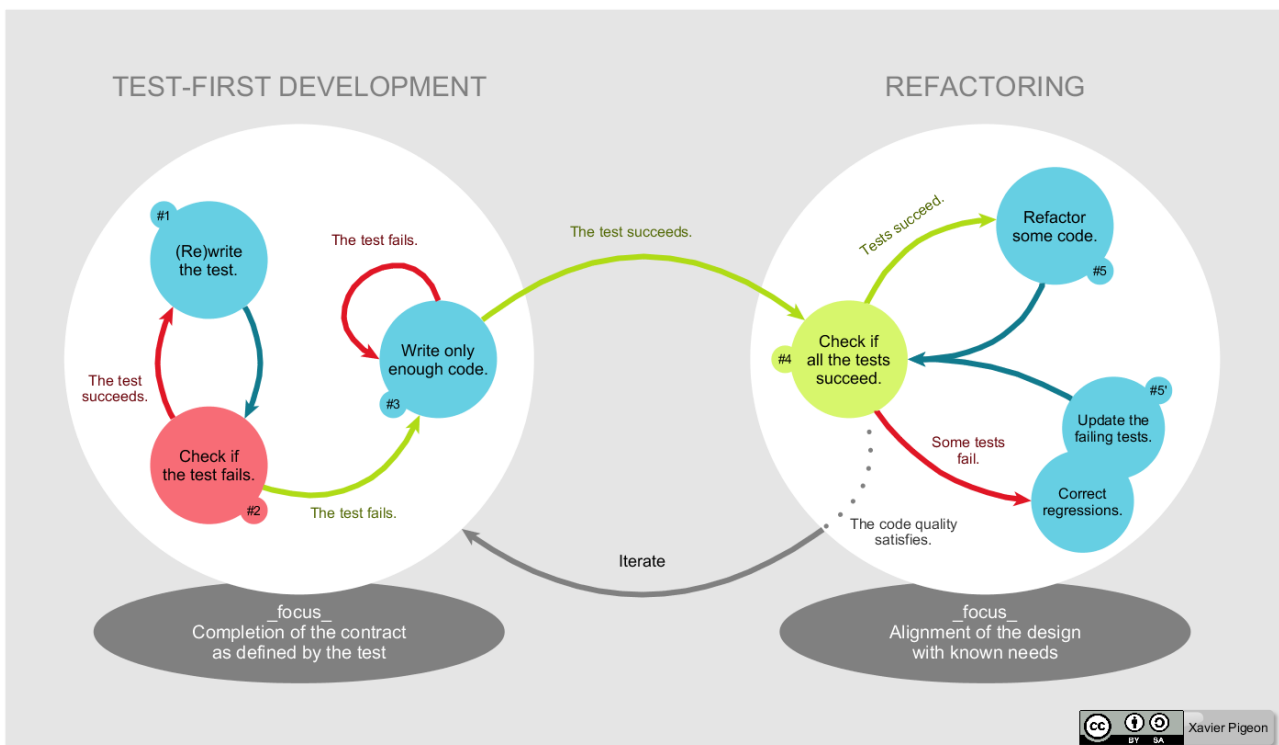 TEST-FIRST DEVELOPMENT
REFACTORING
#1
(Re)write
the test.
The test fails.
The test succeeds.
Tests succeed.
Refactor
some code.
#5
The test
succeeds.
Write only
enough code.
#3
#4
Check if
all the tests
succeed.
#5'
Update the
failing tests.
Check if
the test fails.
#2
The test fails.
Some tests
fail.
Correct
regressions.
The code quality
satisfies.
Iterate
_focus_
Completion of the contract
as defined by the test
_focus_
Alignment of the design
with known needs
cc
BY SA
Xavier Pigeon